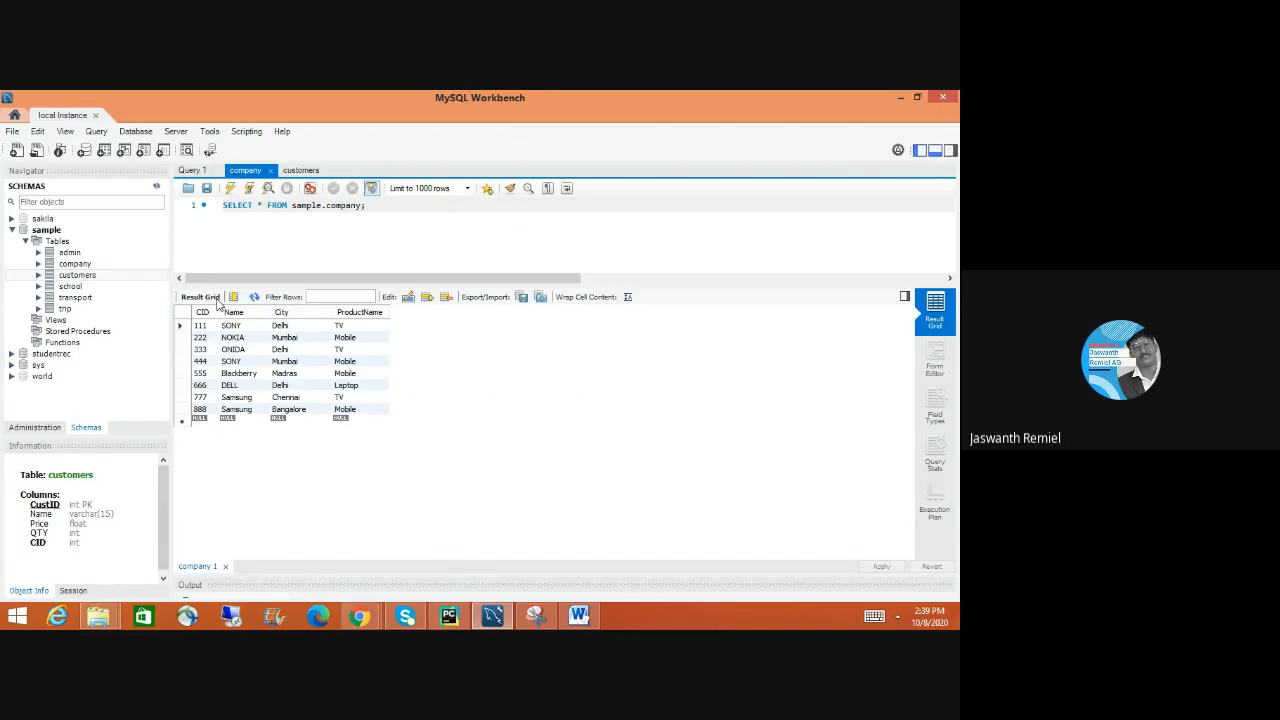 MySQL Workbench
local Instance
File Edit View Query Database Server Tools Scripting Help
Navigator
SCHEMAS
Filter objects
sakila
sample
Tables
admin
company
customers
school
transport
trip
Views
Stored Procedures
Functions
studentrec
sys
world
Administration Schemas
Information
Table: customers
Columns:
CustID int PK
Name varchar(15)
Price float
QTY int
CID int
Object Info Session
Query 1 company customers
Limit to 1000 rows
1 SELECT * FROM sample.company;
Result Grid Filter Rows: Edit: Export/Import: Wrap Cell Content:
CID Name City ProductName
111 SONY Delhi TV
222 NOKIA Mumbai Mobile
333 ONIDA Delhi TV
444 SONY Mumbai Mobile
555 Blackberry Madras Mobile
666 DELL Delhi Laptop
777 Samsung Chennai TV
888 Samsung Bangalore Mobile
NULL NULL NULL NULL
Result
Grid
Form
Editor
Field
Types
Query
Stats
Execution
Plan
company 1 Apply Revert
Output
2:39 PM
10/8/2020
Jaswanth
Remiel AG
Jaswanth Remiel